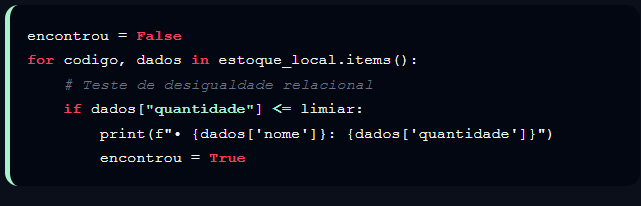 encontrou = False
for codigo, dados in estoque_local.items():
    # Teste de desigualdade relacional
    if dados["quantidade"] <= limiar:
        print(f"• {dados['nome']}: {dados['quantidade']}")
        encontrou = True